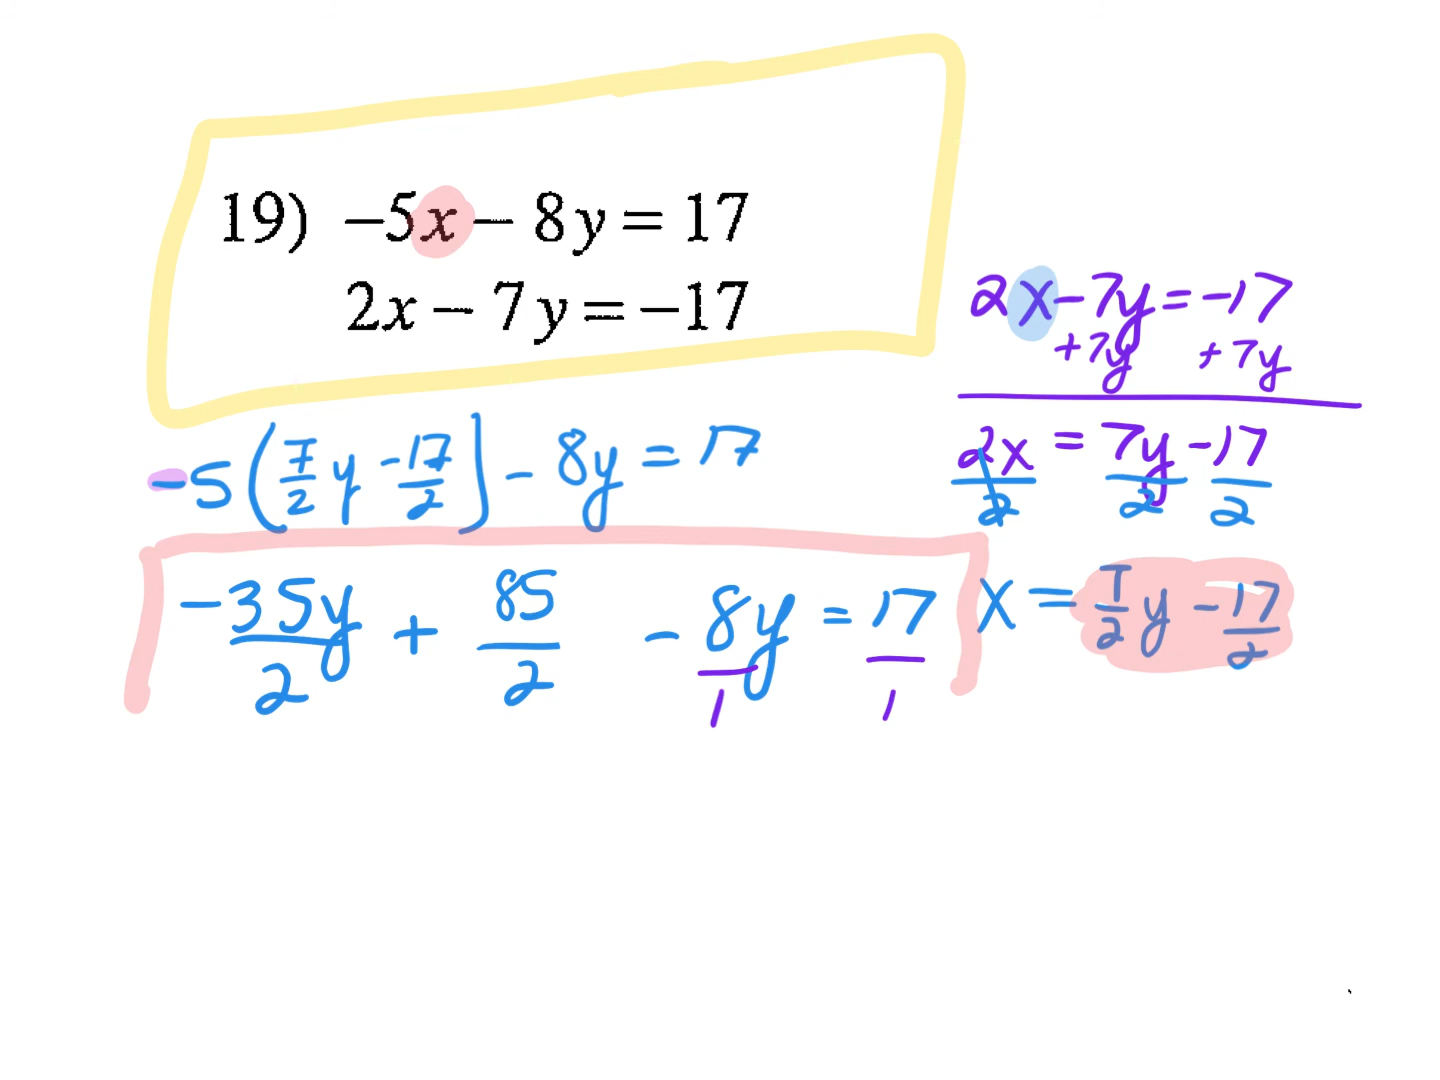 19) −5x − 8y = 17
2x − 7y = −17
2x − 7y = −17
+7y +7y
2x = 7y − 17
2 2 2
x = 7/2 y − 17/2
−5(7/2 y − 17/2) − 8y = 17
−35y/2 + 85/2 − 8y/1 = 17/1